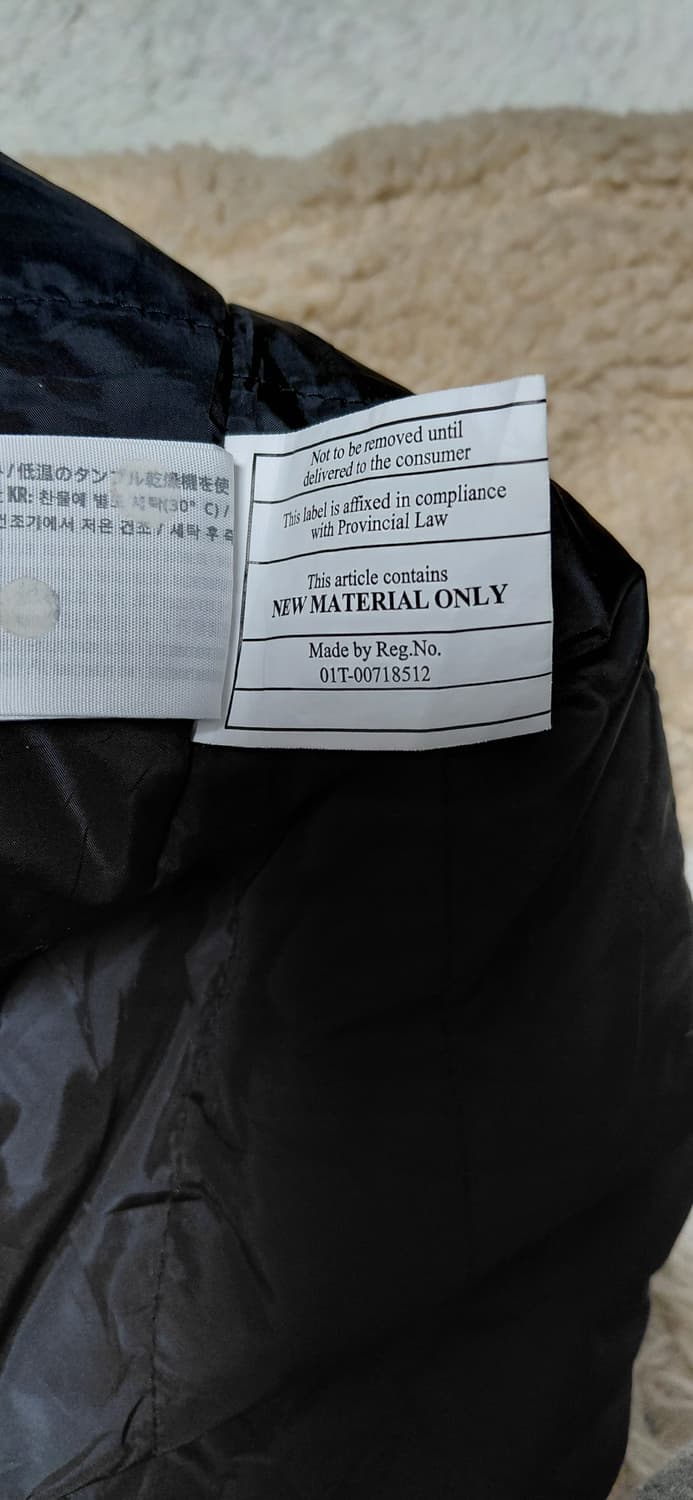 /低温のタンブル乾燥機を使
KR: 찬물에 별도 세탁(30° C) /
건조기에서 저온 건조 / 세탁 후 즉
Not to be removed until
delivered to the consumer
This label is affixed in compliance
with Provincial Law
This article contains
NEW MATERIAL ONLY
Made by Reg.No.
01T-00718512